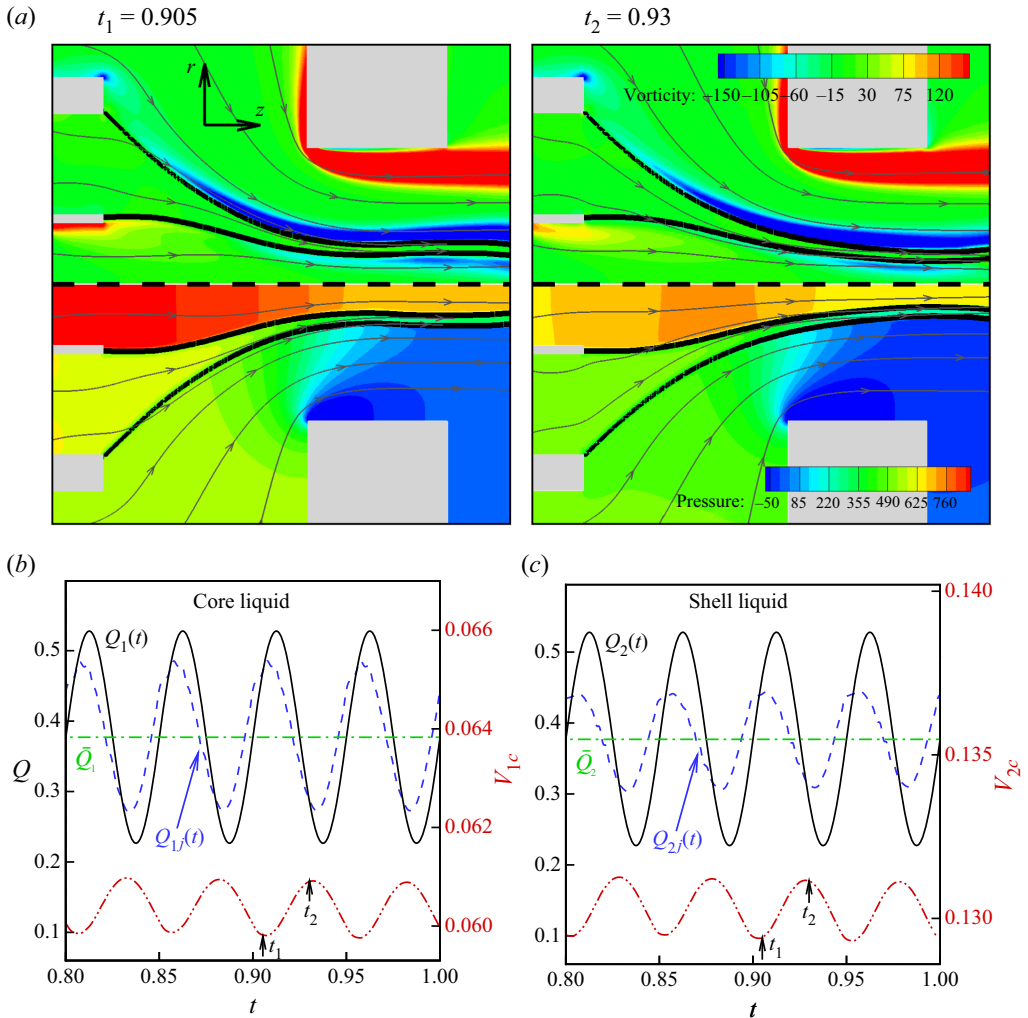 (a) t₁ = 0.905 t₂ = 0.93
r
z
Vorticity: –150 –105 –60 –15 30 75 120
Pressure: –50 85 220 355 490 625 760
(b) (c)
Core liquid
Q₁(t)
Q̄₁
Q₁ⱼ(t)
t₁
t₂
Q
0.5
0.4
0.3
0.2
0.1
V₁c
0.066
0.064
0.062
0.060
0.80 0.85 0.90 0.95 1.00
t
Shell liquid
Q₂(t)
Q̄₂
Q₂ⱼ(t)
t₁
t₂
0.5
0.4
0.3
0.2
0.1
V₂c
0.140
0.135
0.130
0.80 0.85 0.90 0.95 1.00
t